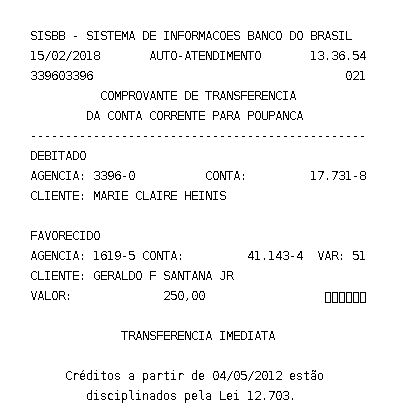 SISBB - SISTEMA DE INFORMACOES BANCO DO BRASIL
15/02/2018 AUTO-ATENDIMENTO 13.36.54
339603396 021
COMPROVANTE DE TRANSFERENCIA
DA CONTA CORRENTE PARA POUPANCA
------------------------------------------------
DEBITADO
AGENCIA: 3396-0 CONTA: 17.731-8
CLIENTE: MARIE CLAIRE HEINIS
FAVORECIDO
AGENCIA: 1619-5 CONTA: 41.143-4 VAR: 51
CLIENTE: GERALDO F SANTANA JR
VALOR: 250,00 ▯▯▯▯▯▯
TRANSFERENCIA IMEDIATA
Créditos a partir de 04/05/2012 estão
disciplinados pela Lei 12.703.